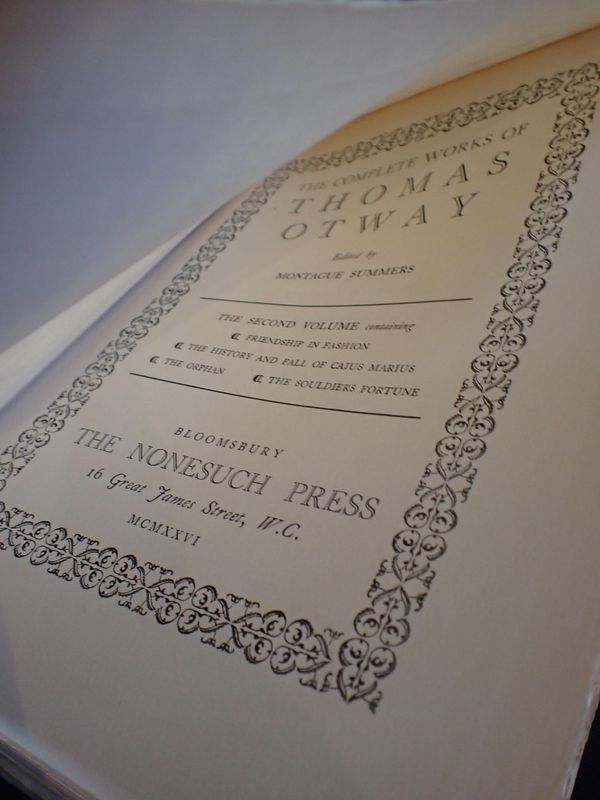 THE COMPLETE WORKS OF
THOMAS
OTWAY
Edited by
MONTAGUE SUMMERS
THE SECOND VOLUME containing
FRIENDSHIP IN FASHION
THE HISTORY AND FALL OF CAIUS MARIUS
THE ORPHAN THE SOULDIERS FORTUNE
BLOOMSBURY
THE NONESUCH PRESS
16 Great James Street, W.C.
MCMXXVI